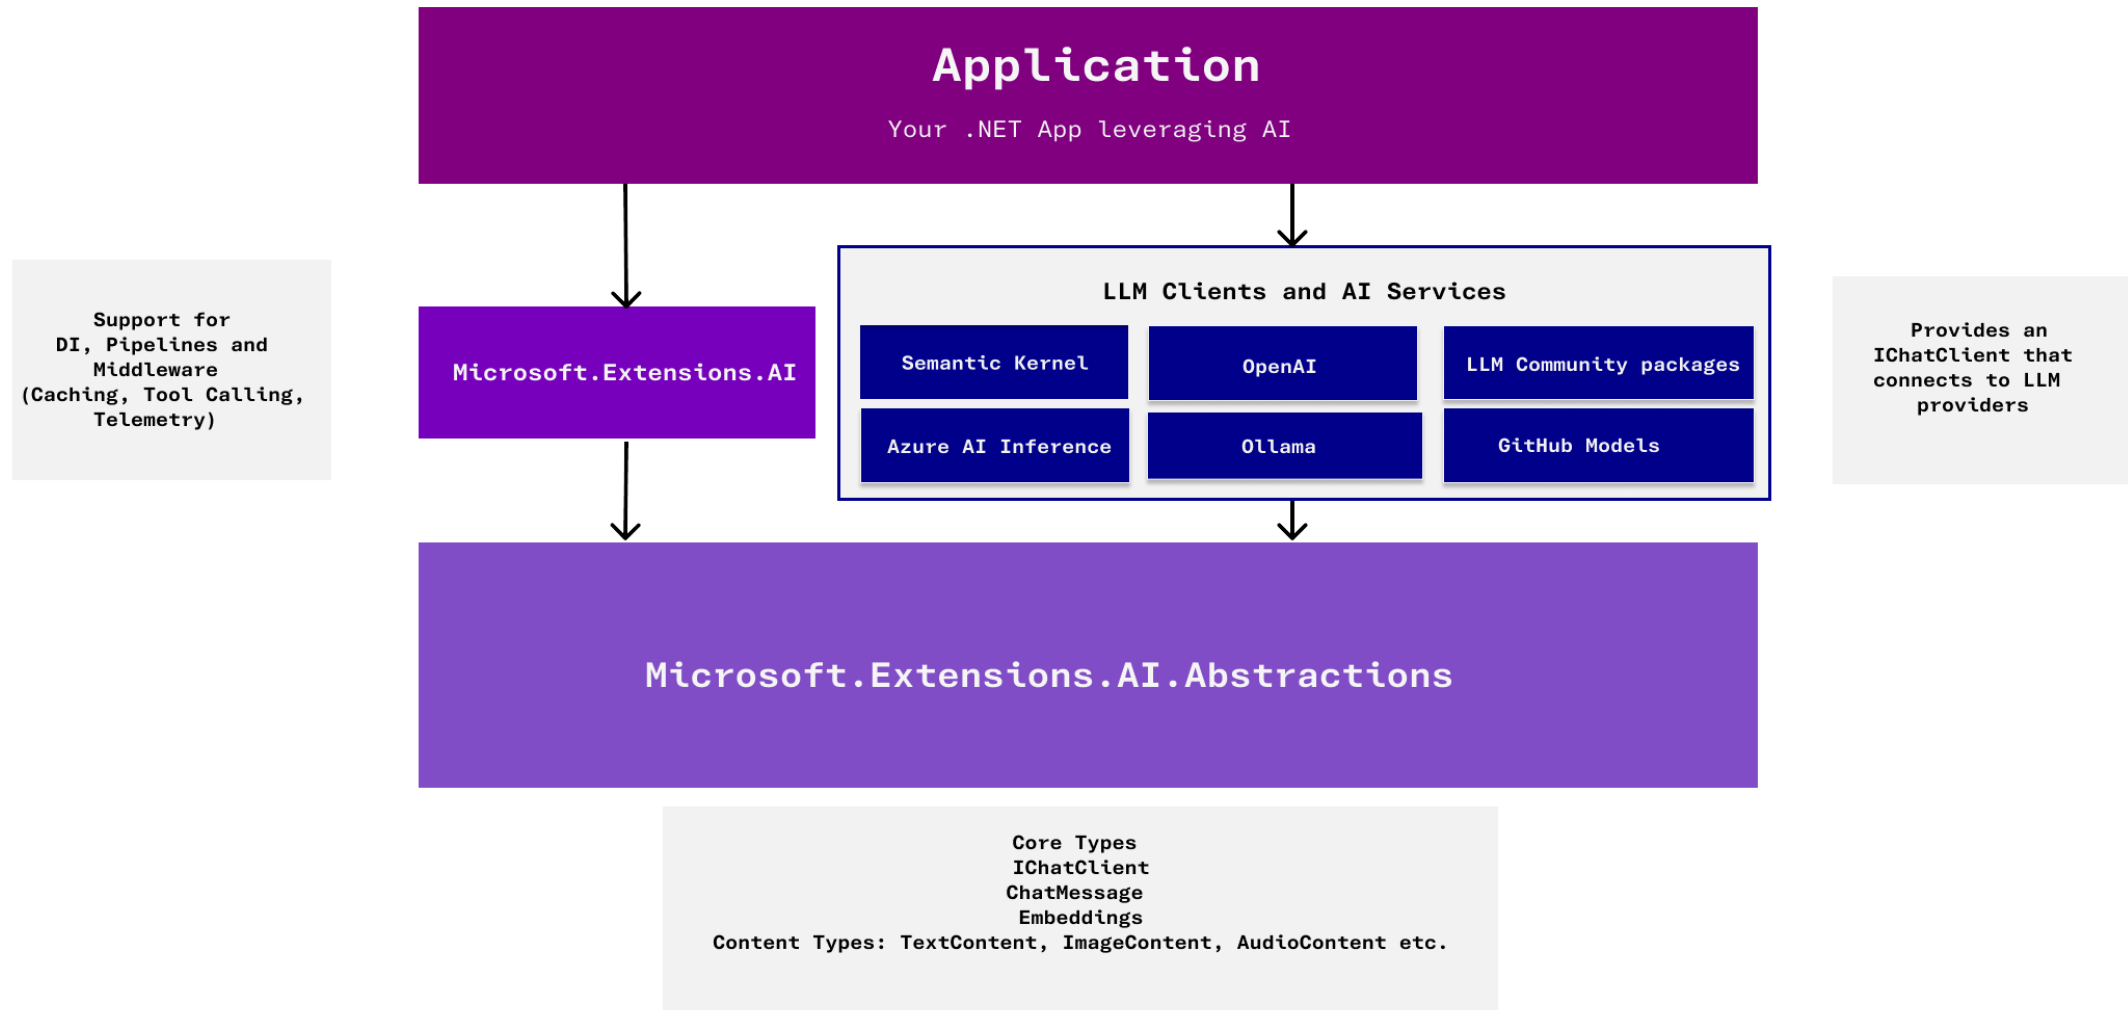 Application
Your .NET App leveraging AI
Support for
DI, Pipelines and
Middleware
(Caching, Tool Calling,
Telemetry)
Microsoft.Extensions.AI
LLM Clients and AI Services
Semantic Kernel
OpenAI
LLM Community packages
Azure AI Inference
Ollama
GitHub Models
Provides an
IChatClient that
connects to LLM
providers
Microsoft.Extensions.AI.Abstractions
Core Types
IChatClient
ChatMessage
Embeddings
Content Types: TextContent, ImageContent, AudioContent etc.